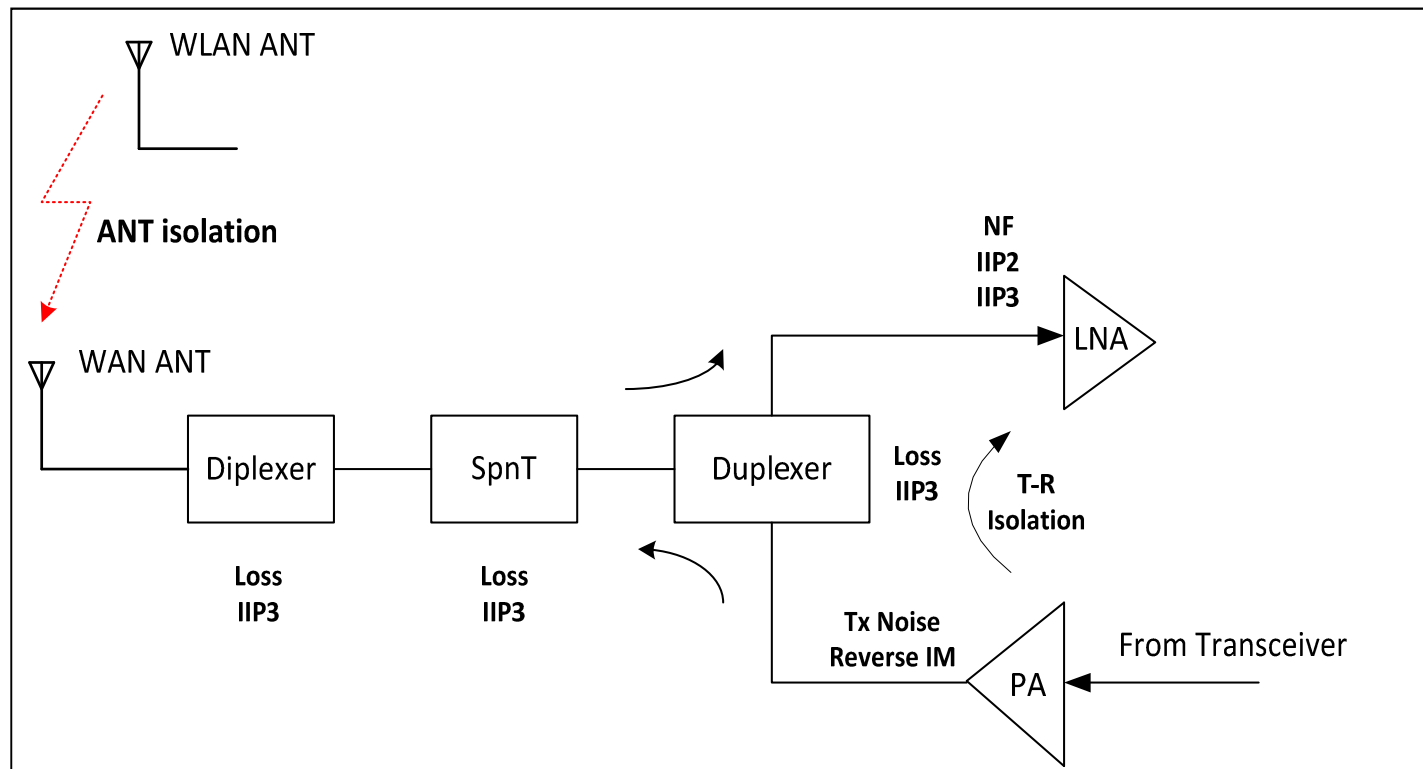 WLAN ANT
ANT isolation
WAN ANT
Diplexer
Loss
IIP3
SpnT
Loss
IIP3
Duplexer
Loss
IIP3
NF
IIP2
IIP3
LNA
T-R
Isolation
Tx Noise
Reverse IM
PA
From Transceiver